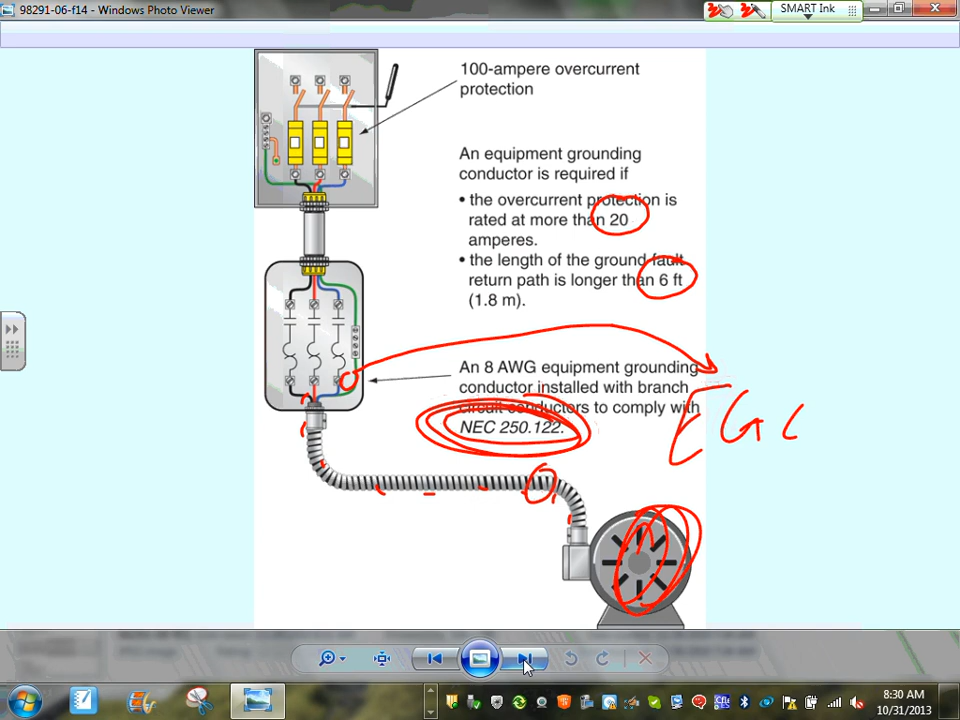 98291-06-f14 - Windows Photo Viewer
SMART Ink
100-ampere overcurrent
protection
An equipment grounding
conductor is required if
• the overcurrent protection is
rated at more than 20
amperes.
• the length of the ground-fault
return path is longer than 6 ft
(1.8 m).
An 8 AWG equipment grounding
conductor installed with branch
circuit conductors to comply with
NEC 250.122.
EGC
8:30 AM
10/31/2013